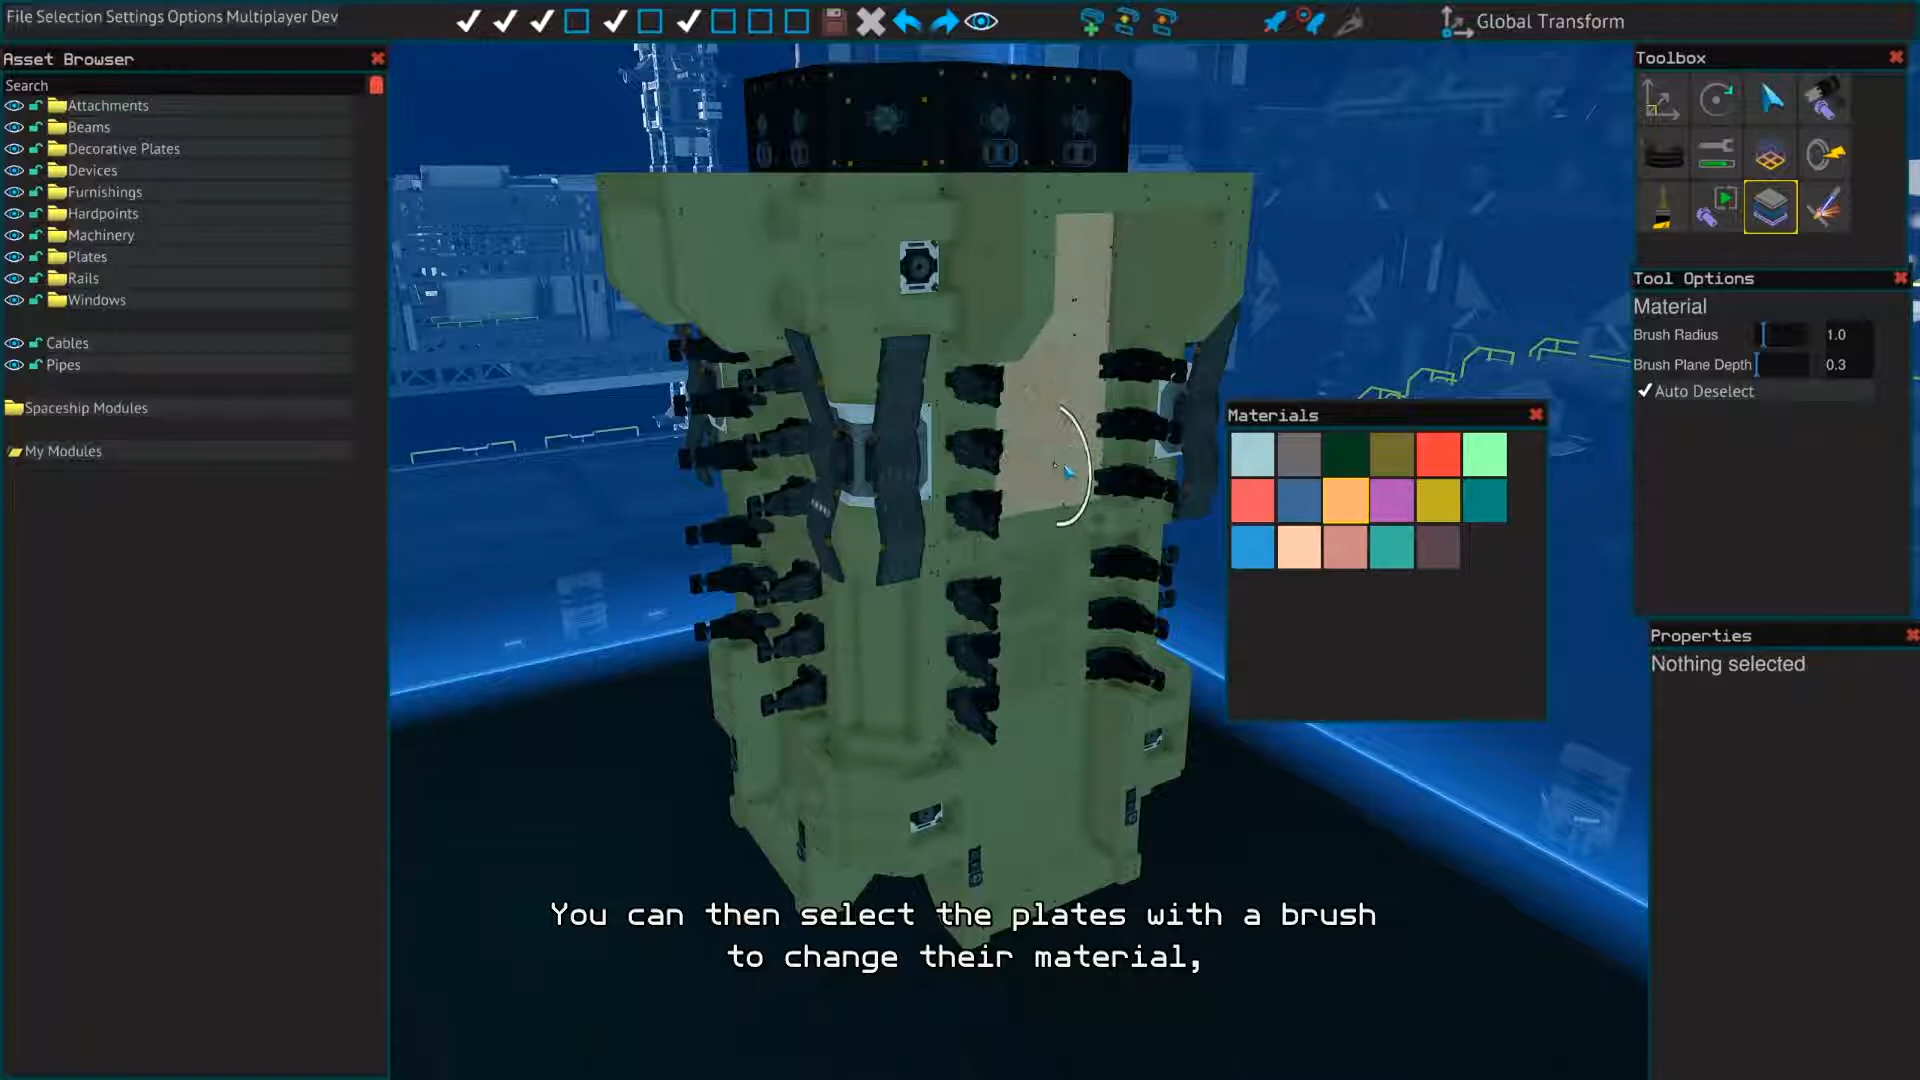 File Selection Settings Options Multiplayer Dev
Global Transform
Asset Browser
Search
Attachments
Beams
Decorative Plates
Devices
Furnishings
Hardpoints
Machinery
Plates
Rails
Windows
Cables
Pipes
Spaceship Modules
My Modules
Toolbox
Tool Options
Material
Brush Radius 1.0
Brush Plane Depth 0.3
Auto Deselect
Materials
Properties
Nothing selected
You can then select the plates with a brush
to change their material,